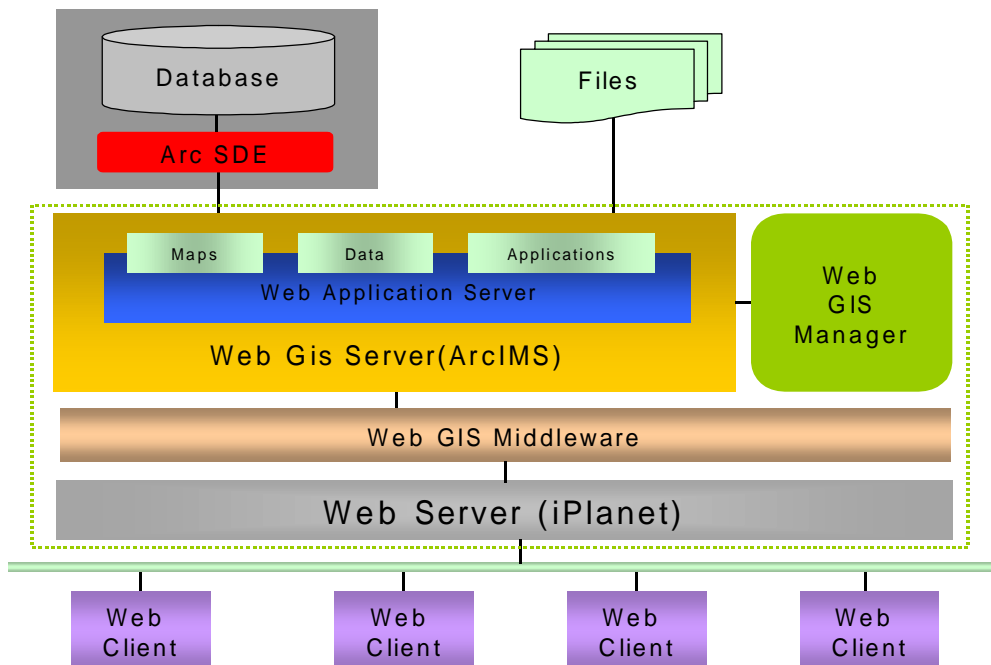 Database
Files
Arc SDE
Maps
Data
Applications
Web Application Server
Web
GIS
Manager
Web Gis Server(ArcIMS)
Web GIS Middleware
Web Server (iPlanet)
Web
Client
Web
Client
Web
Client
Web
Client